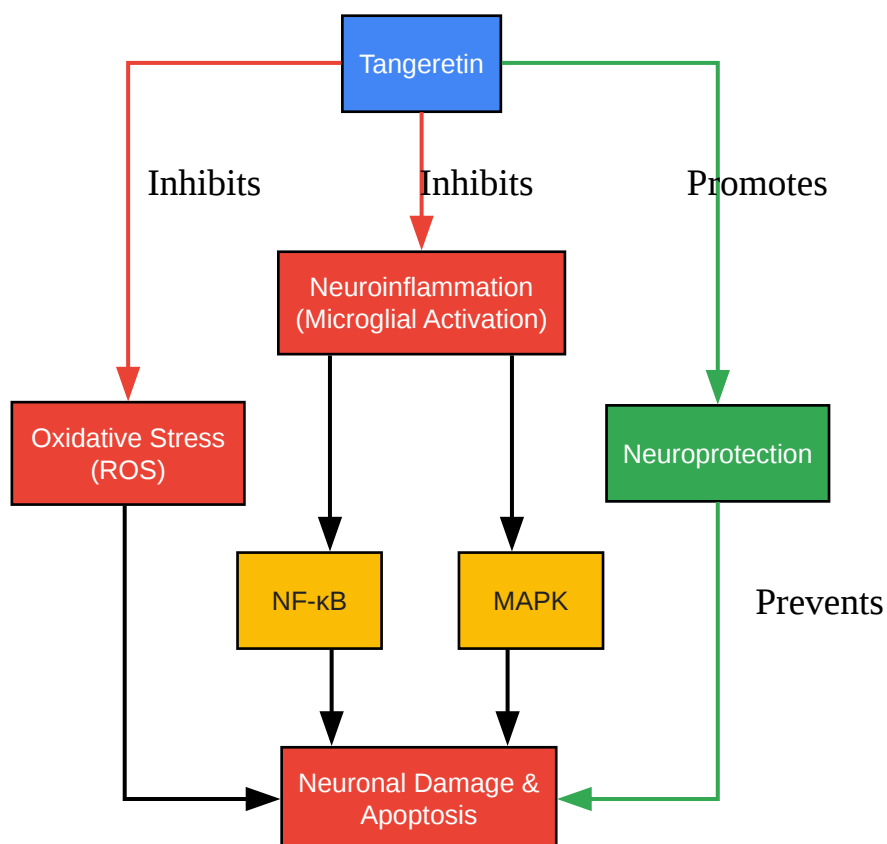 Tangeretin
Inhibits
Inhibits
Promotes
Neuroinflammation
(Microglial Activation)
Oxidative Stress
(ROS)
Neuroprotection
NF-κB
MAPK
Prevents
Neuronal Damage &
Apoptosis